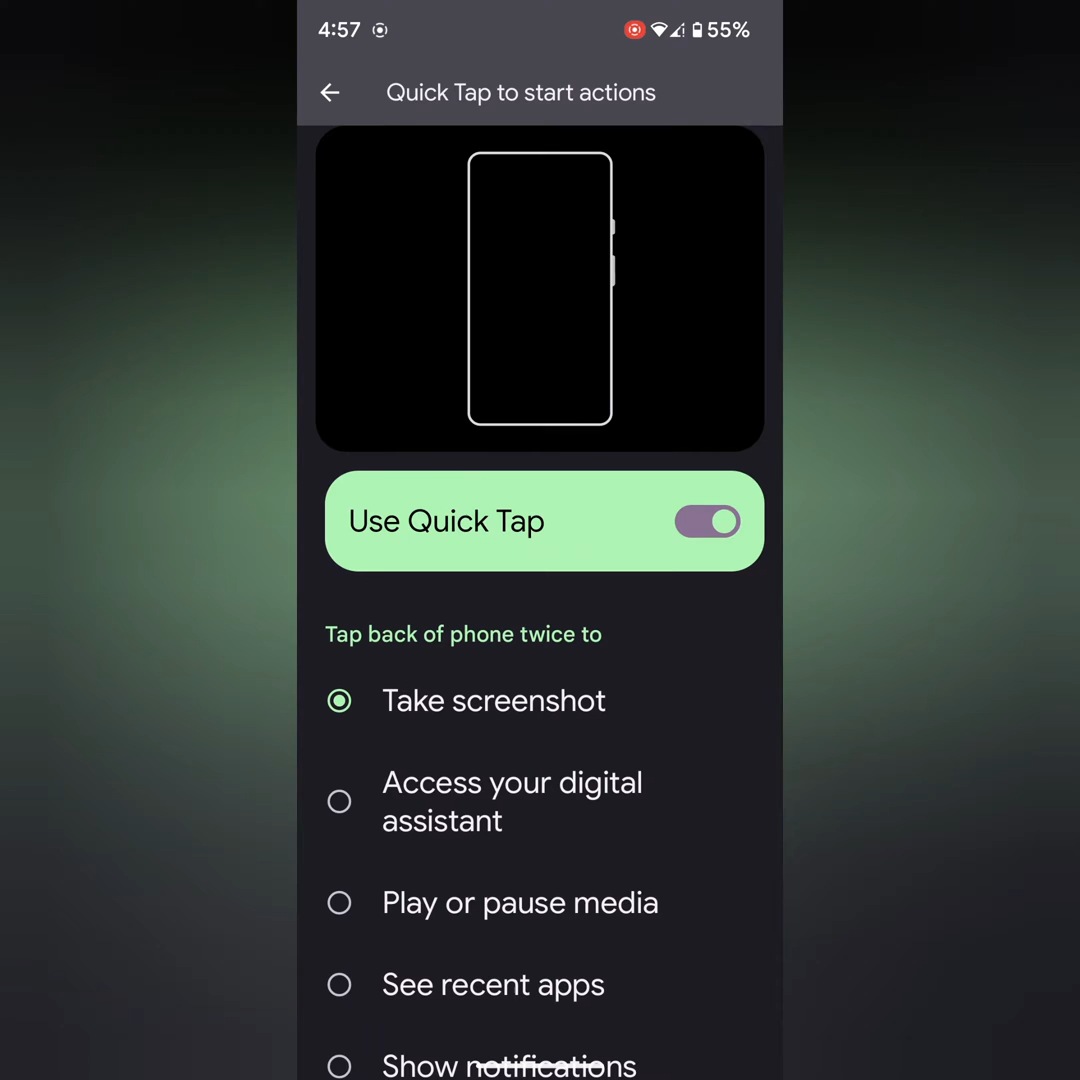 4:57 55%
Quick Tap to start actions
Use Quick Tap
Tap back of phone twice to
Take screenshot
Access your digital
assistant
Play or pause media
See recent apps
Show notifications